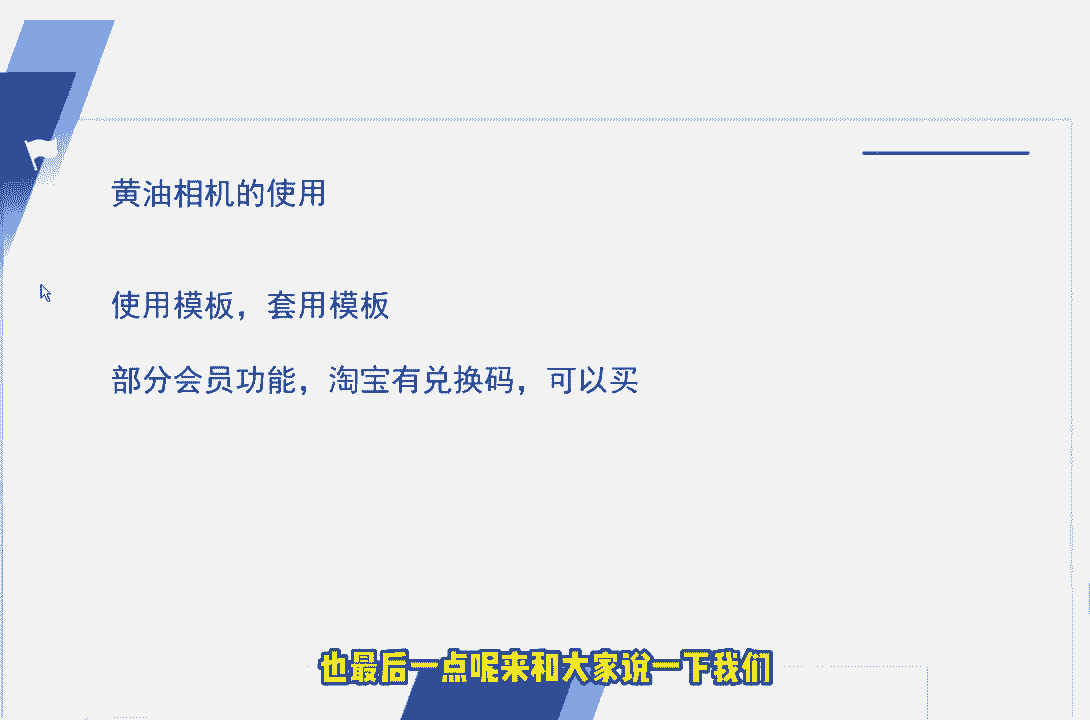 黄油相机的使用
使用模板，套用模板
部分会员功能，淘宝有兑换码，可以买
也最后一点呢来和大家说一下我们